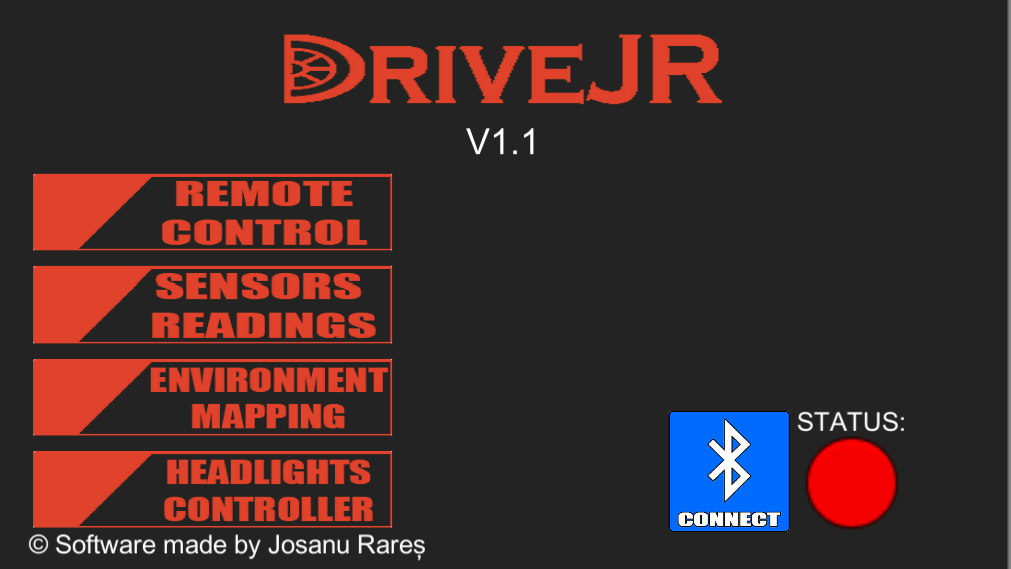 DRIVEJR
V1.1
REMOTE
CONTROL
SENSORS
READINGS
ENVIRONMENT
MAPPING
HEADLIGHTS
CONTROLLER
STATUS:
CONNECT
© Software made by Josanu Rareș